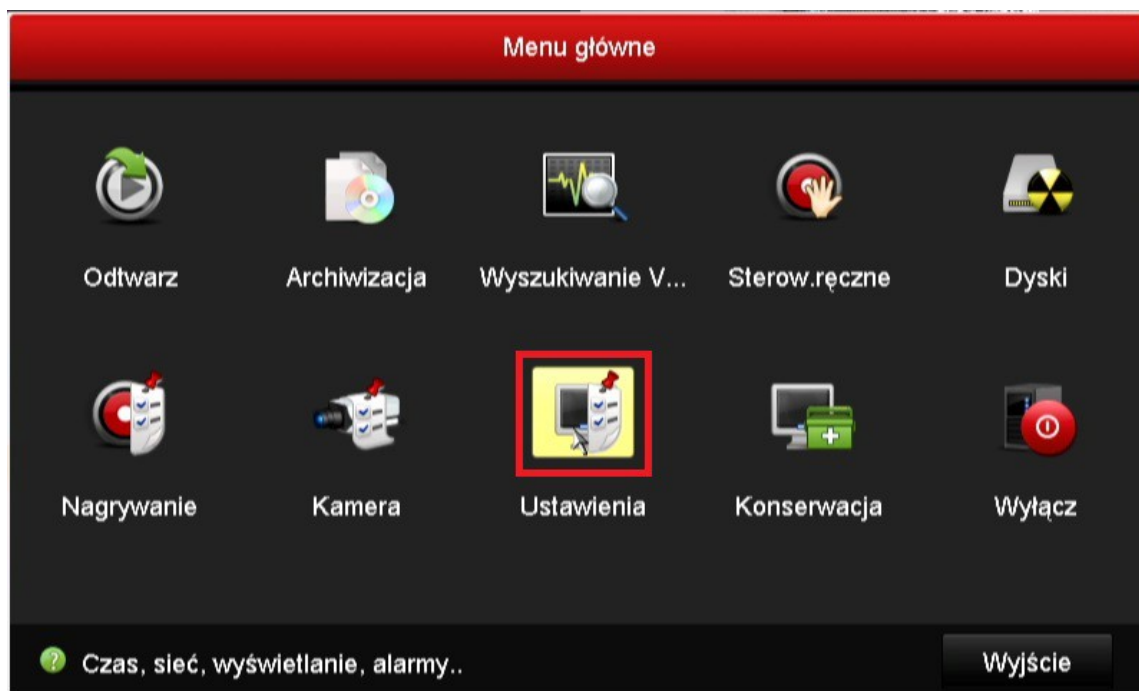 Menu główne
Odtwarz
Archiwizacja
Wyszukiwanie V...
Sterow.ręczne
Dyski
Nagrywanie
Kamera
Ustawienia
Konserwacja
Wyłącz
Czas, sieć, wyświetlanie, alarmy..
Wyjście